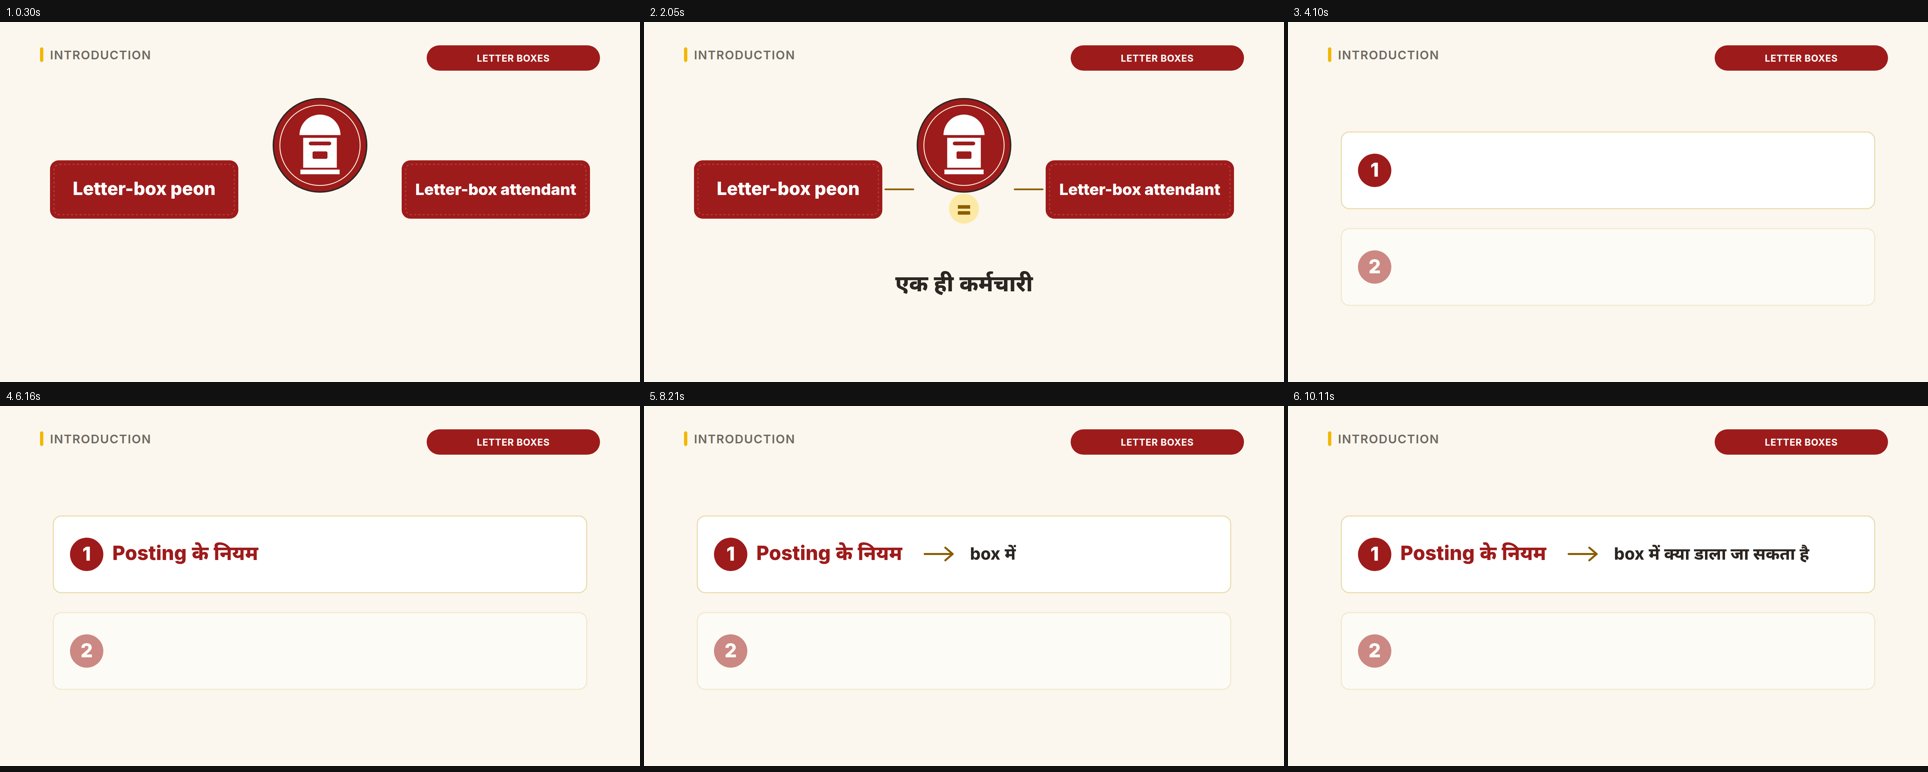 1. 0.30s
INTRODUCTION
LETTER BOXES
Letter-box peon
Letter-box attendant
2. 2.05s
INTRODUCTION
LETTER BOXES
Letter-box peon
=
Letter-box attendant
एक ही कर्मचारी
3. 4.10s
INTRODUCTION
LETTER BOXES
1
2
4. 6.16s
INTRODUCTION
LETTER BOXES
1 Posting के नियम
2
5. 8.21s
INTRODUCTION
LETTER BOXES
1 Posting के नियम → box में
2
6. 10.11s
INTRODUCTION
LETTER BOXES
1 Posting के नियम → box में क्या डाला जा सकता है
2